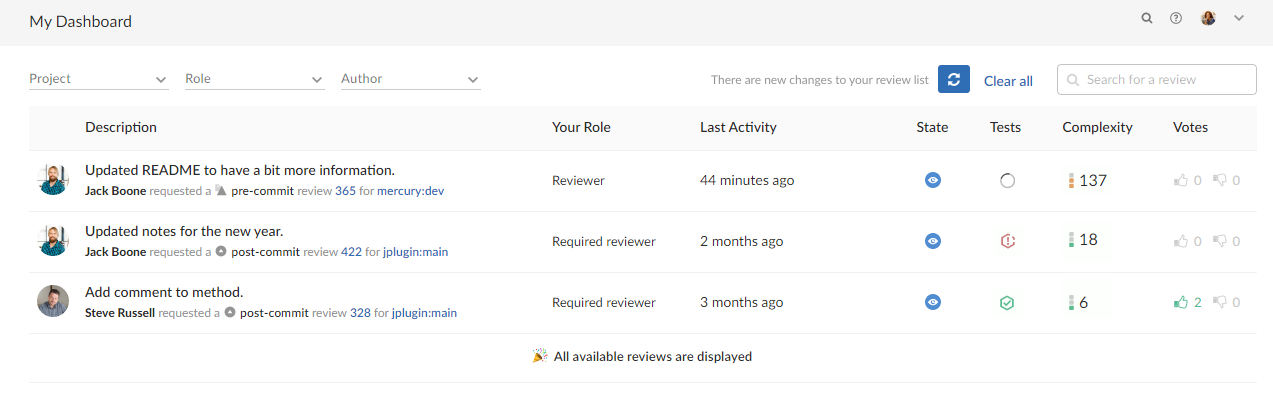 My Dashboard
Project Role Author There are new changes to your review list Clear all Search for a review
Description Your Role Last Activity State Tests Complexity Votes
Updated README to have a bit more information.
Jack Boone requested a pre-commit review 365 for mercury:dev
Reviewer 44 minutes ago 137 0 0
Updated notes for the new year.
Jack Boone requested a post-commit review 422 for jplugin:main
Required reviewer 2 months ago 18 0 0
Add comment to method.
Steve Russell requested a post-commit review 328 for jplugin:main
Required reviewer 3 months ago 6 2 0
All available reviews are displayed